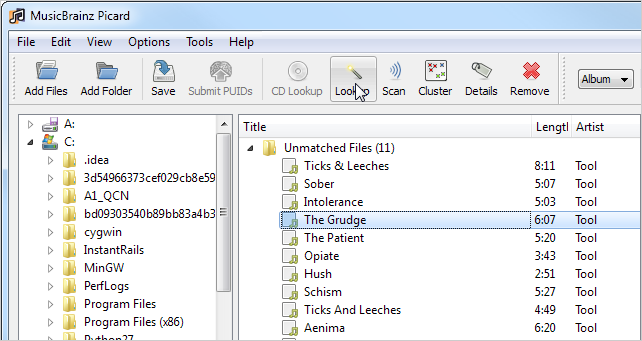 MusicBrainz Picard
File Edit View Options Tools Help
Add Files Add Folder Save Submit PUIDs CD Lookup Lookup Scan Cluster Details Remove Album
A:
C:
.idea
3d54966373cef029cb8e59
A1_QCN
bd09303540b89bb83a4b3
cygwin
InstantRails
MinGW
PerfLogs
Program Files
Program Files (x86)
Python27
Title Lengtl Artist
Unmatched Files (11)
Ticks & Leeches 8:11 Tool
Sober 5:07 Tool
Intolerance 5:03 Tool
The Grudge 6:07 Tool
The Patient 5:20 Tool
Opiate 3:43 Tool
Hush 2:51 Tool
Schism 5:27 Tool
Ticks And Leeches 4:49 Tool
Aenima 6:20 Tool